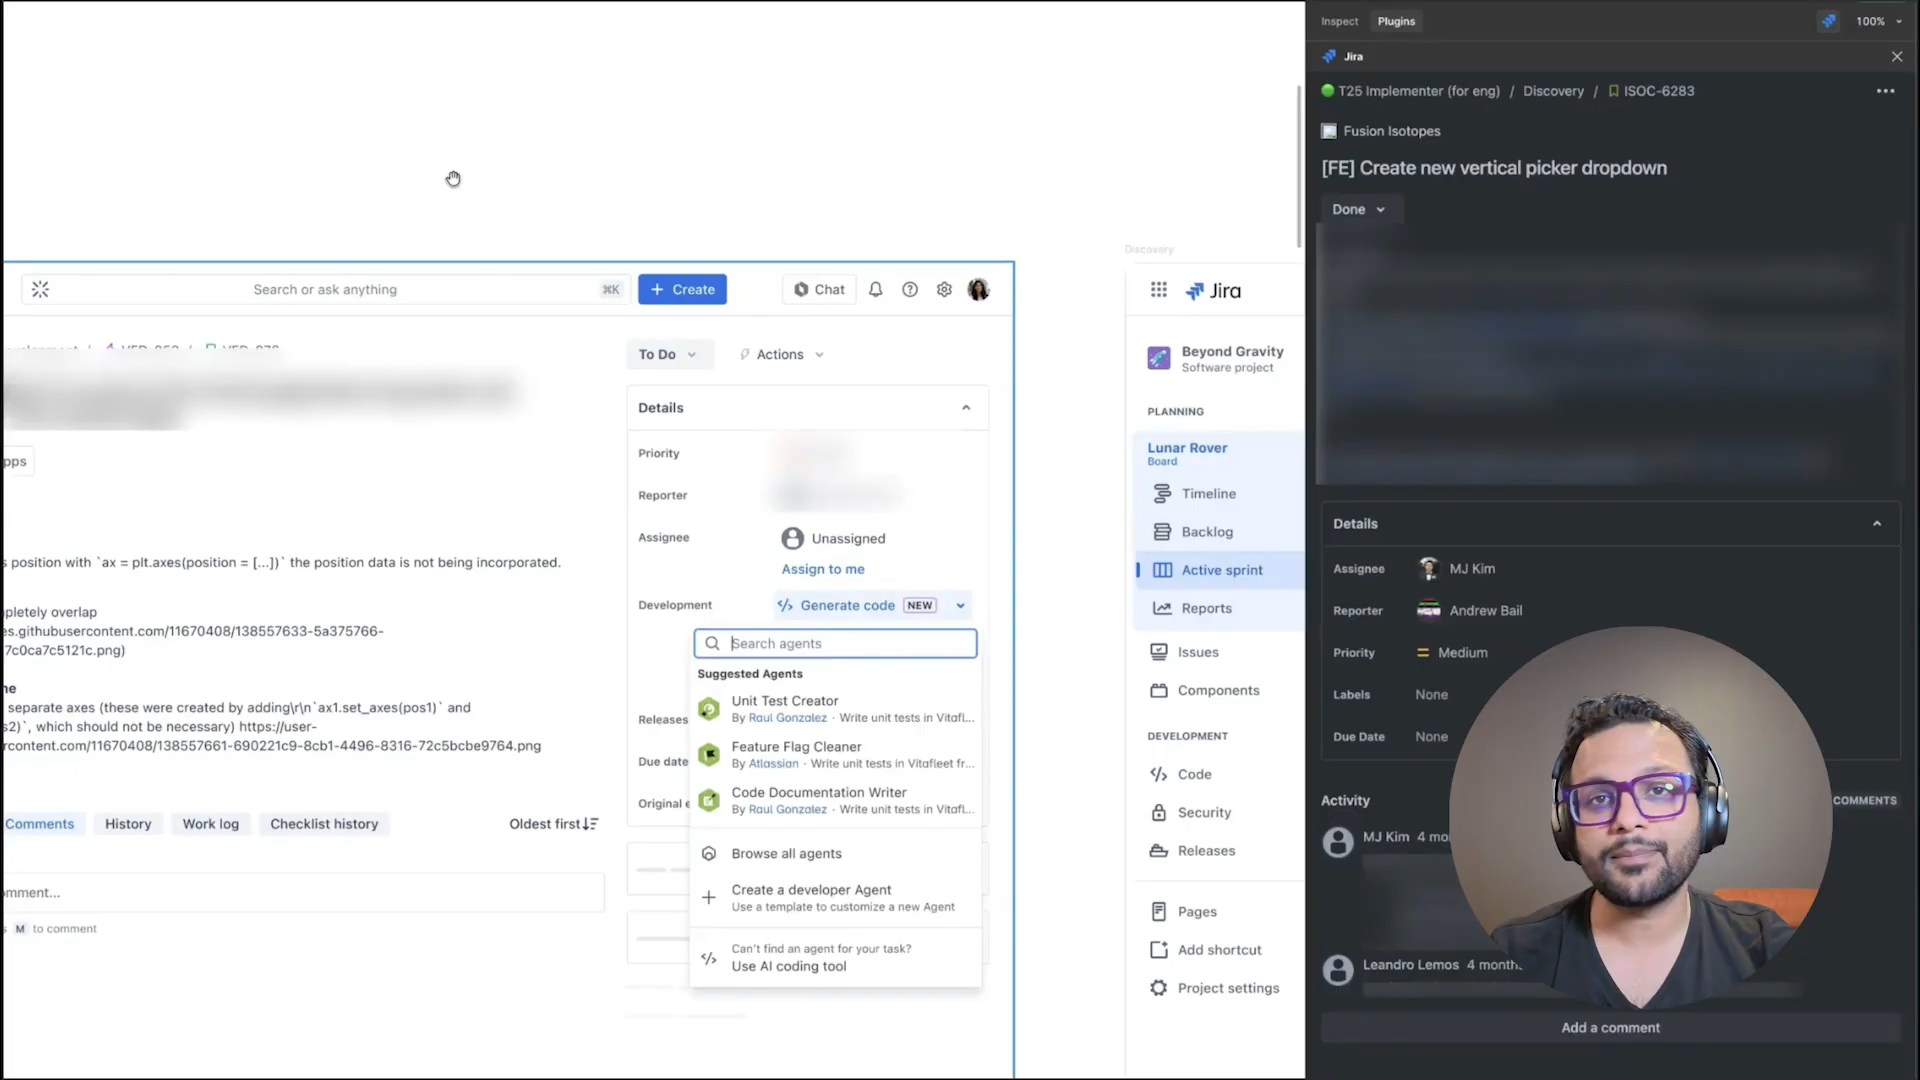 Inspect
Plugins
100%
Jira
T25 Implementer (for eng) / Discovery / ISOC-6283
Fusion Isotopes
[FE] Create new vertical picker dropdown
Done
Details
Assignee MJ Kim
Reporter Andrew Bail
Priority Medium
Labels None
Due Date None
Activity
COMMENTS
MJ Kim 4 mo
Leandro Lemos 4 month
Add a comment
Search or ask anything
⌘K
+ Create
Chat
To Do
Actions
Details
Priority
Reporter
Assignee
Unassigned
Assign to me
Development
Generate code NEW
Search agents
Suggested Agents
Unit Test Creator
By Raul Gonzalez · Write unit tests in Vitafl...
Feature Flag Cleaner
By Atlassian · Write unit tests in Vitafleet fr...
Code Documentation Writer
By Raul Gonzalez · Write unit tests in Vitafl...
Browse all agents
Create a developer Agent
Use a template to customize a new Agent
Can't find an agent for your task?
Use AI coding tool
Releases
Due date
Original e
pps
s position with `ax = plt.axes(position = [...])` the position data is not being incorporated.
pletely overlap
es.githubusercontent.com/11670408/138557633-5a375766-
7c0ca7c5121c.png)
ne
separate axes (these were created by adding\r\n`ax1.set_axes(pos1)` and
s2)`, which should not be necessary) https://user-
rcontent.com/11670408/138557661-690221c9-8cb1-4496-8316-72c5bcbe9764.png
Comments
History
Work log
Checklist history
Oldest first
omment...
s M to comment
Discovery
Jira
Beyond Gravity
Software project
PLANNING
Lunar Rover
Board
Timeline
Backlog
Active sprint
Reports
Issues
Components
DEVELOPMENT
Code
Security
Releases
Pages
Add shortcut
Project settings